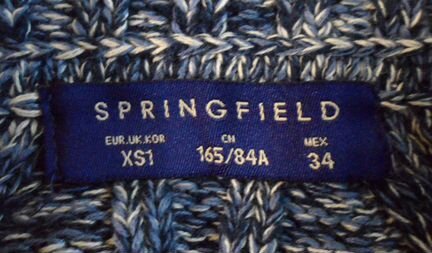 SPRINGFIELD
EUR.UK.KOR CN MEX
XS1 165/84A 34